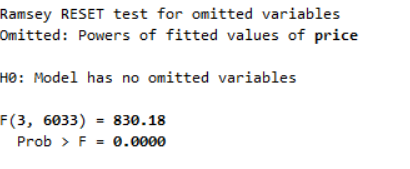 Ramsey RESET test for omitted variables
Omitted: Powers of fitted values of price
H0: Model has no omitted variables
F(3, 6033) = 830.18
Prob > F = 0.0000